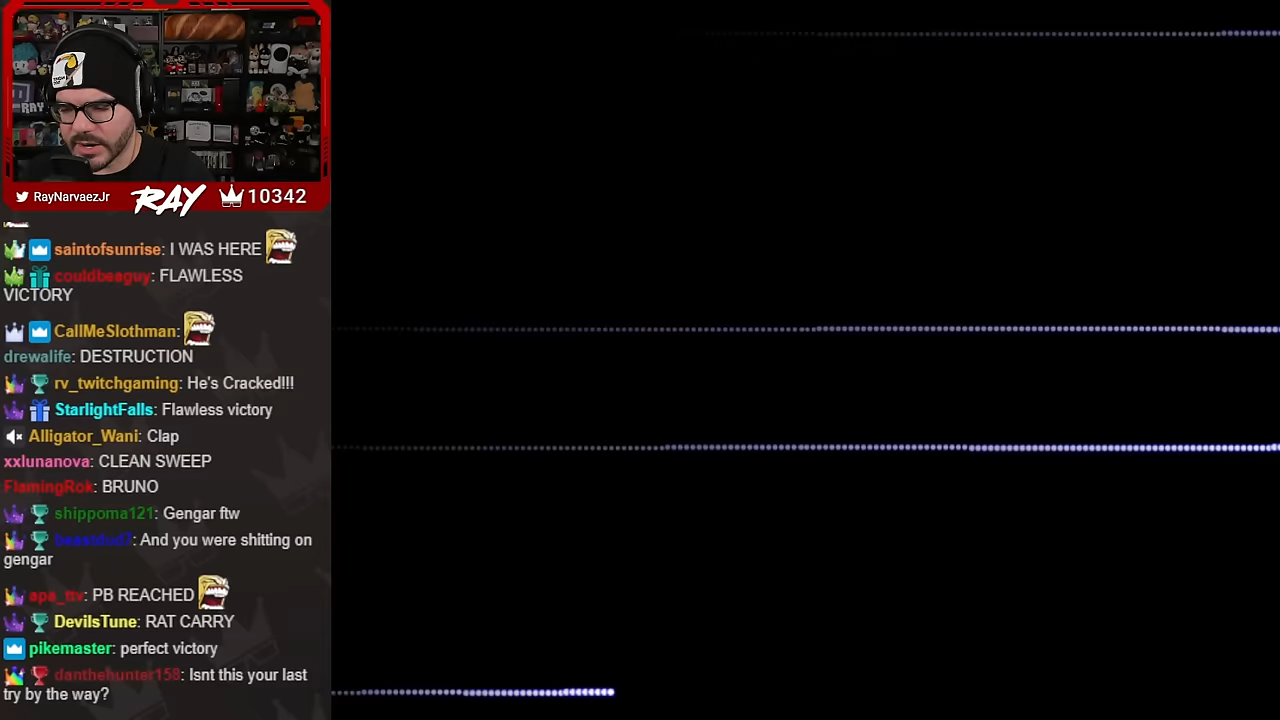 RayNarvaezJr RAY 10342
saintofsunrise: I WAS HERE
couldbeaguy: FLAWLESS
VICTORY
CallMeSlothman:
drewalife: DESTRUCTION
rv_twitchgaming: He's Cracked!!!
StarlightFalls: Flawless victory
Alligator_Wani: Clap
xxlunanova: CLEAN SWEEP
FlamingRok: BRUNO
shippoma121: Gengar ftw
: And you were shitting on
gengar
apa_ttv: PB REACHED
DevilsTune: RAT CARRY
pikemaster: perfect victory
danthehunter158: Isnt this your last
try by the way?